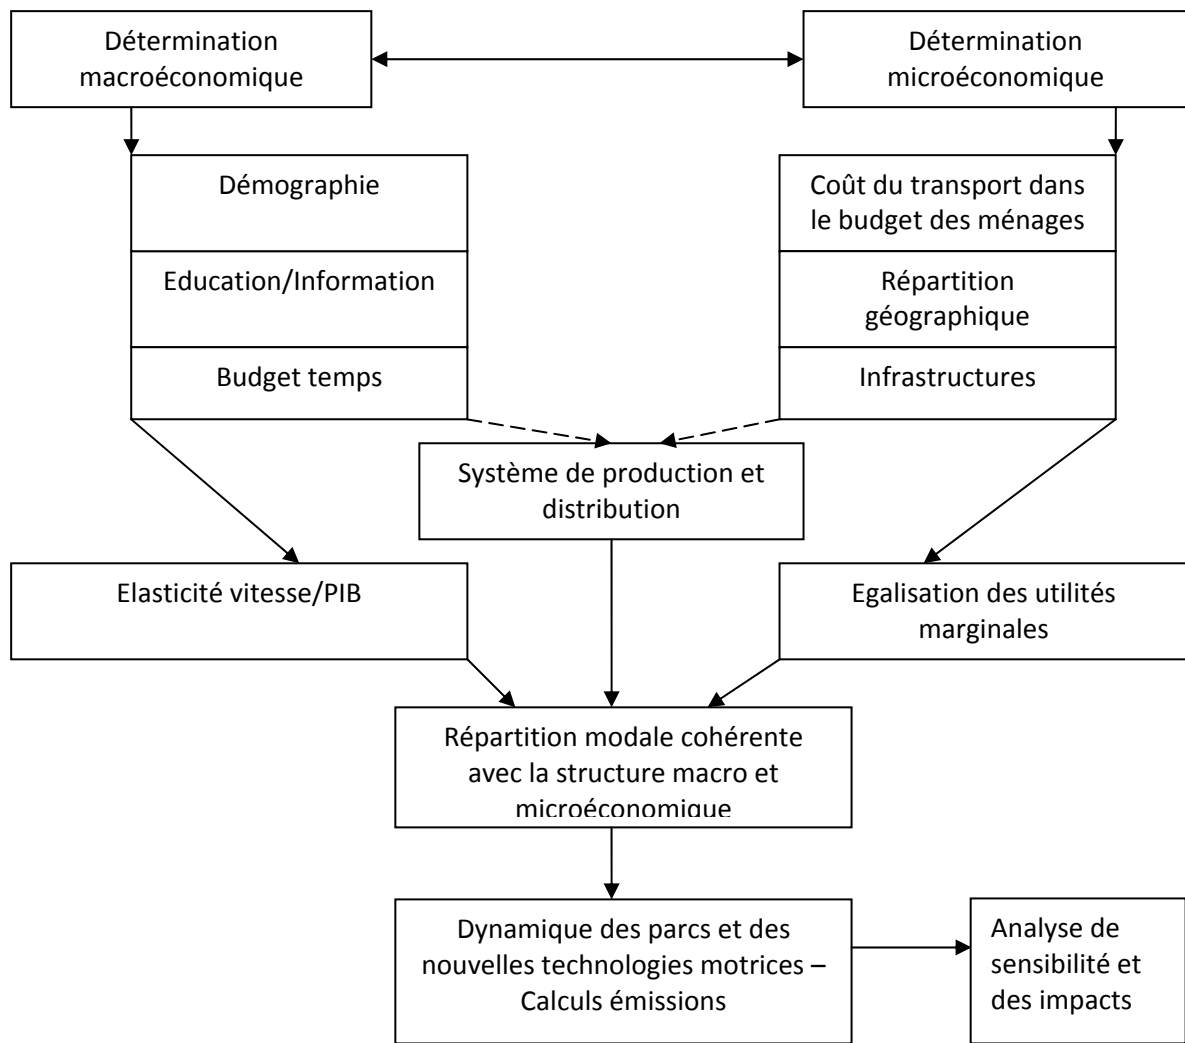 Détermination
macroéconomique
Détermination
microéconomique
Démographie
Education/Information
Budget temps
Coût du transport dans
le budget des ménages
Répartition
géographique
Infrastructures
Système de production et
distribution
Elasticité vitesse/PIB
Egalisation des utilités
marginales
Répartition modale cohérente
avec la structure macro et
microéconomique
Dynamique des parcs et des
nouvelles technologies motrices –
Calculs émissions
Analyse de
sensibilité et
des impacts